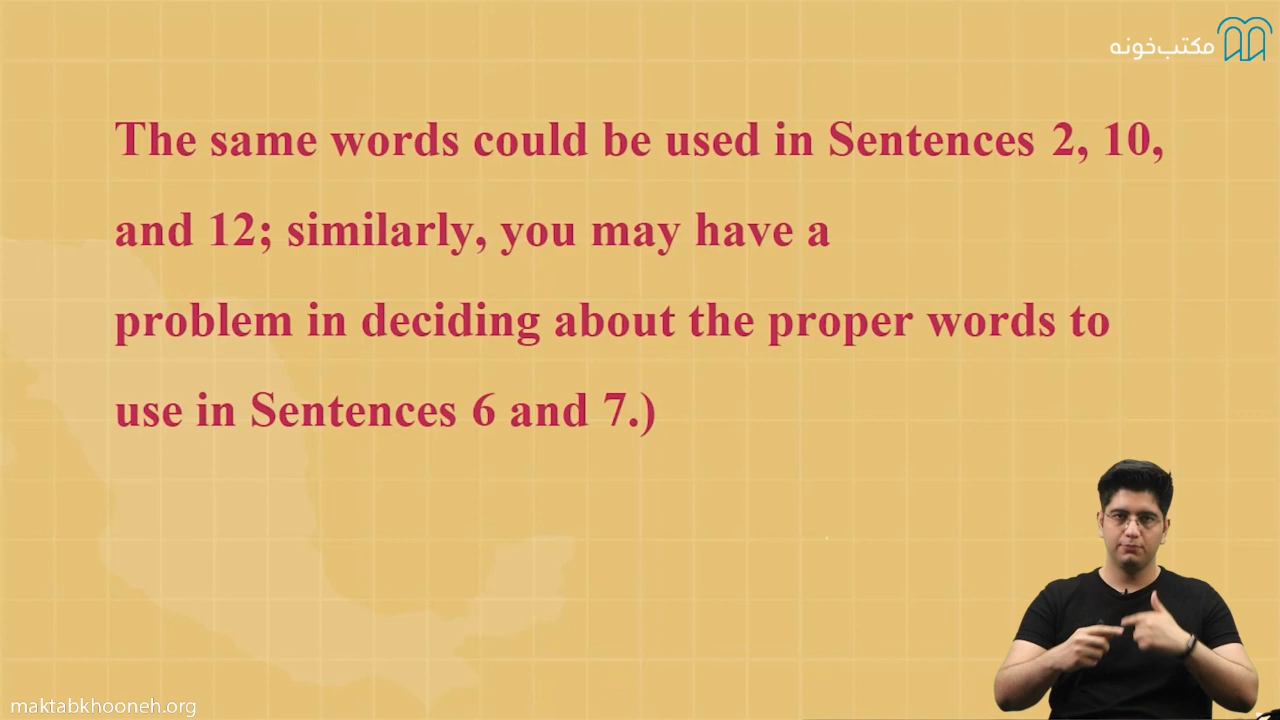 مکتب‌خونه
The same words could be used in Sentences 2, 10,
and 12; similarly, you may have a
problem in deciding about the proper words to
use in Sentences 6 and 7.)
maktabkhooneh.org